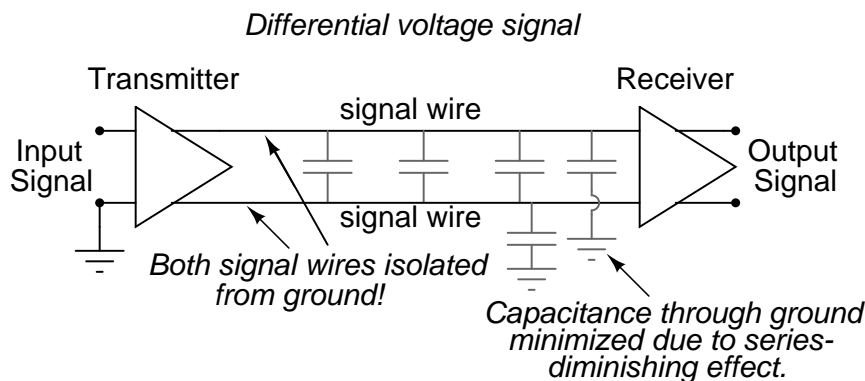 Differential voltage signal
Transmitter
Receiver
signal wire
Input
Signal
Output
Signal
signal wire
Both signal wires isolated
from ground!
Capacitance through ground
minimized due to series-
diminishing effect.